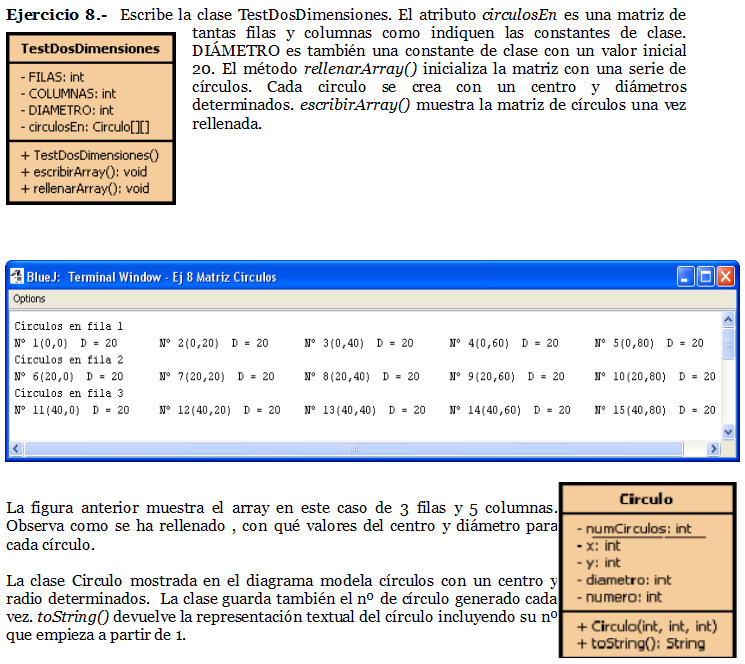 Ejercicio 8.- Escribe la clase TestDosDimensiones. El atributo circulosEn es una matriz de
tantas filas y columnas como indiquen las constantes de clase.
DIÁMETRO es también una constante de clase con un valor inicial
20. El método rellenarArray() inicializa la matriz con una serie de
círculos. Cada circulo se crea con un centro y diámetros
determinados. escribirArray() muestra la matriz de círculos una vez
rellenada.
TestDosDimensiones
- FILAS: int
- COLUMNAS: int
- DIAMETRO: int
- circulosEn: Circulo[][]
+ TestDosDimensiones()
+ escribirArray(): void
+ rellenarArray(): void
BlueJ: Terminal Window - Ej 8 Matriz Circulos
Options
Circulos en fila 1
Nº 1(0,0) D = 20 Nº 2(0,20) D = 20 Nº 3(0,40) D = 20 Nº 4(0,60) D = 20 Nº 5(0,80) D = 20
Circulos en fila 2
Nº 6(20,0) D = 20 Nº 7(20,20) D = 20 Nº 8(20,40) D = 20 Nº 9(20,60) D = 20 Nº 10(20,80) D = 20
Circulos en fila 3
Nº 11(40,0) D = 20 Nº 12(40,20) D = 20 Nº 13(40,40) D = 20 Nº 14(40,60) D = 20 Nº 15(40,80) D = 20
La figura anterior muestra el array en este caso de 3 filas y 5 columnas.
Observa como se ha rellenado , con qué valores del centro y diámetro para
cada círculo.
La clase Circulo mostrada en el diagrama modela círculos con un centro y
radio determinados. La clase guarda también el nº de círculo generado cada
vez. toString() devuelve la representación textual del círculo incluyendo su nº
que empieza a partir de 1.
Circulo
- numCirculos: int
- x: int
- y: int
- diametro: int
- numero: int
+ Circulo(int, int, int)
+ toString(): String